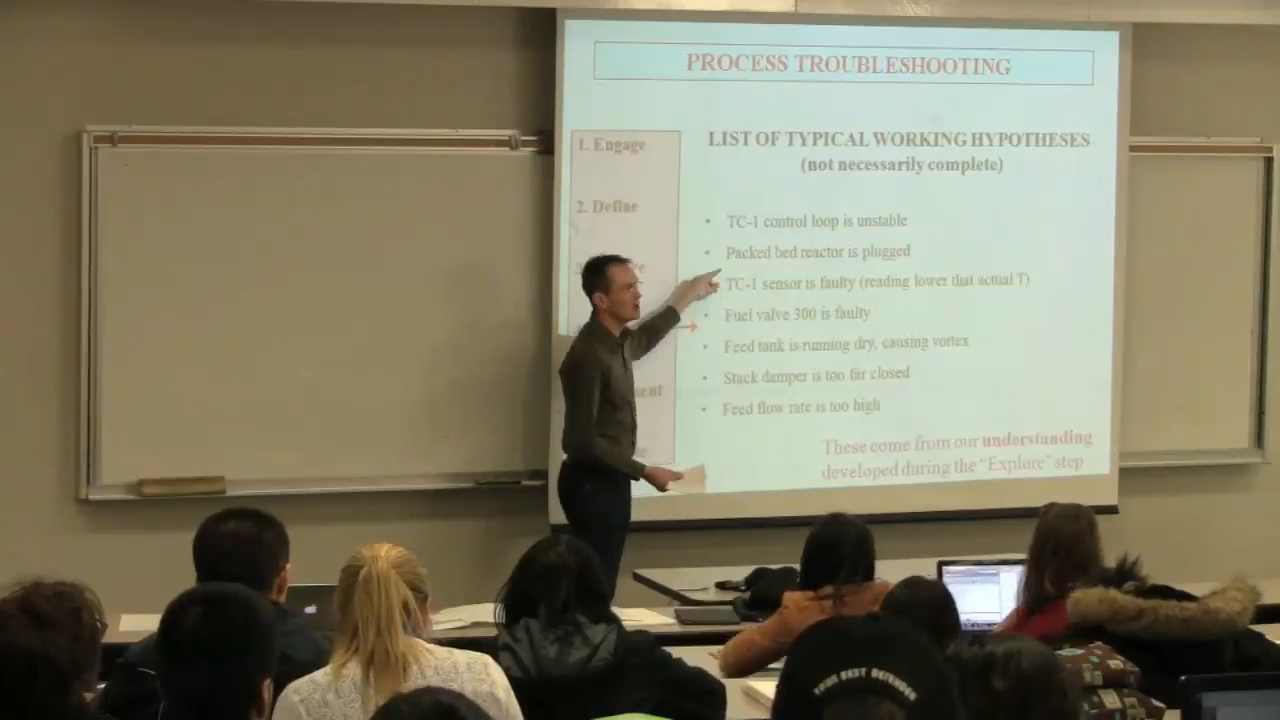 PROCESS TROUBLESHOOTING
LIST OF TYPICAL WORKING HYPOTHESES
(not necessarily complete)
1. Engage
2. Define
• TC-1 control loop is unstable
• Packed bed reactor is plugged
TC-1 sensor is faulty (reading lower that actual T)
• Fuel valve 300 is faulty
• Feed tank is running dry, causing vortex
• Stack damper is too far closed
• Feed flow rate is too high
These come from our understanding
developed during the "Explore" step
YOUR BEST DEFENDER